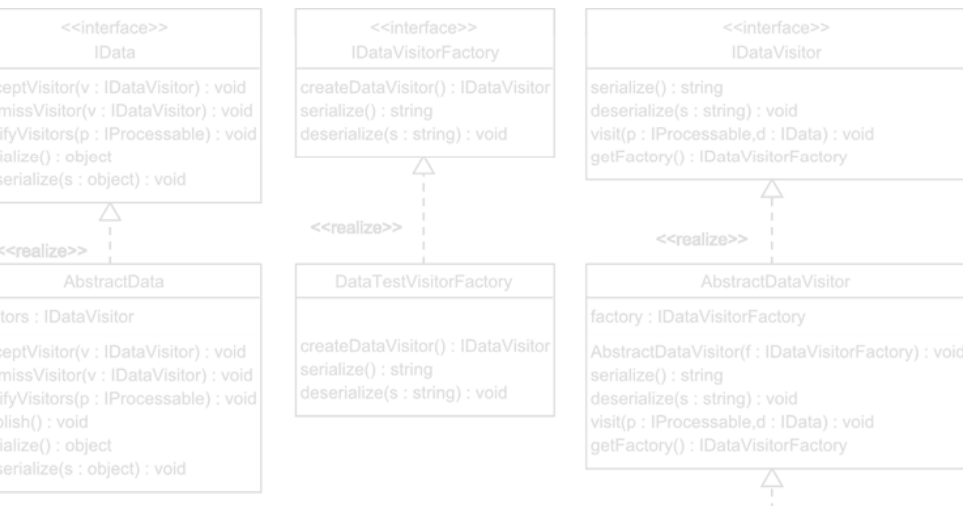 <<interface>>
IData
ceptVisitor(v : IDataVisitor) : void
missVisitor(v : IDataVisitor) : void
ifyVisitors(p : IProcessable) : void
ialize() : object
serialize(s : object) : void
<<realize>>
AbstractData
tors : IDataVisitor
ceptVisitor(v : IDataVisitor) : void
missVisitor(v : IDataVisitor) : void
ifyVisitors(p : IProcessable) : void
blish() : void
ialize() : object
serialize(s : object) : void
<<interface>>
IDataVisitorFactory
createDataVisitor() : IDataVisitor
serialize() : string
deserialize(s : string) : void
<<realize>>
DataTestVisitorFactory
createDataVisitor() : IDataVisitor
serialize() : string
deserialize(s : string) : void
<<interface>>
IDataVisitor
serialize() : string
deserialize(s : string) : void
visit(p : IProcessable,d : IData) : void
getFactory() : IDataVisitorFactory
<<realize>>
AbstractDataVisitor
factory : IDataVisitorFactory
AbstractDataVisitor(f : IDataVisitorFactory) : void
serialize() : string
deserialize(s : string) : void
visit(p : IProcessable,d : IData) : void
getFactory() : IDataVisitorFactory